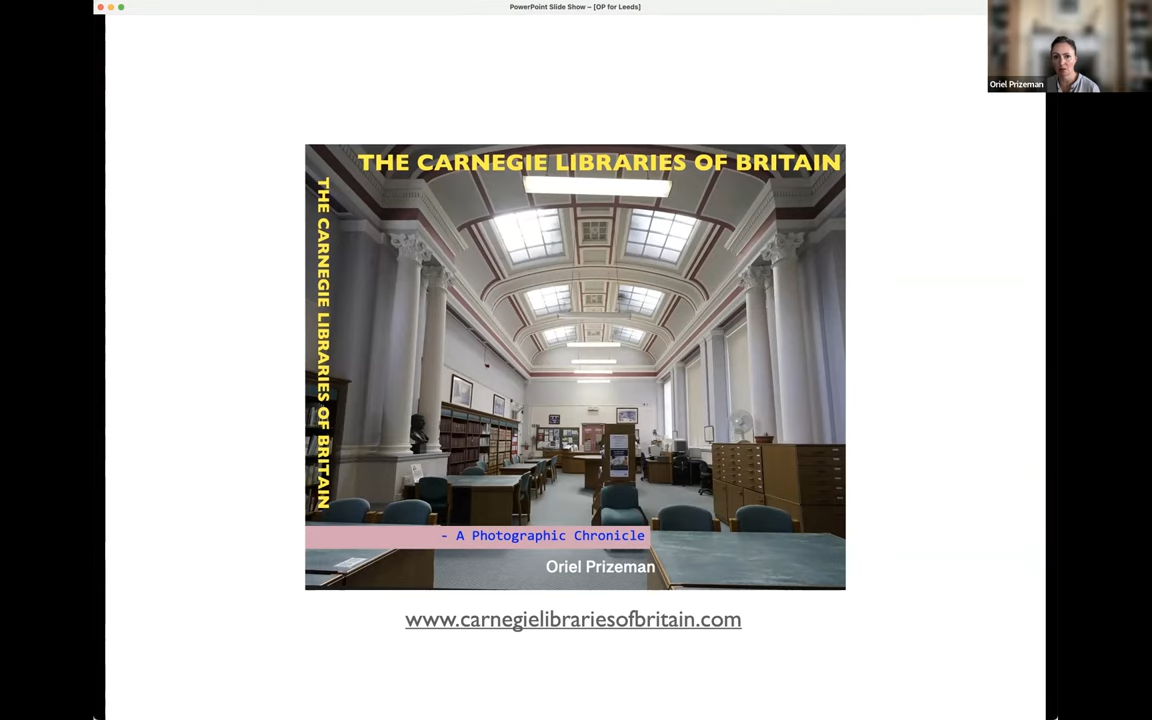 PowerPoint Slide Show – [OP for Leeds]
Oriel Prizeman
THE CARNEGIE LIBRARIES OF BRITAIN
THE CARNEGIE LIBRARIES OF BRITAIN
- A Photographic Chronicle
Oriel Prizeman
www.carnegielibrariesofbritain.com